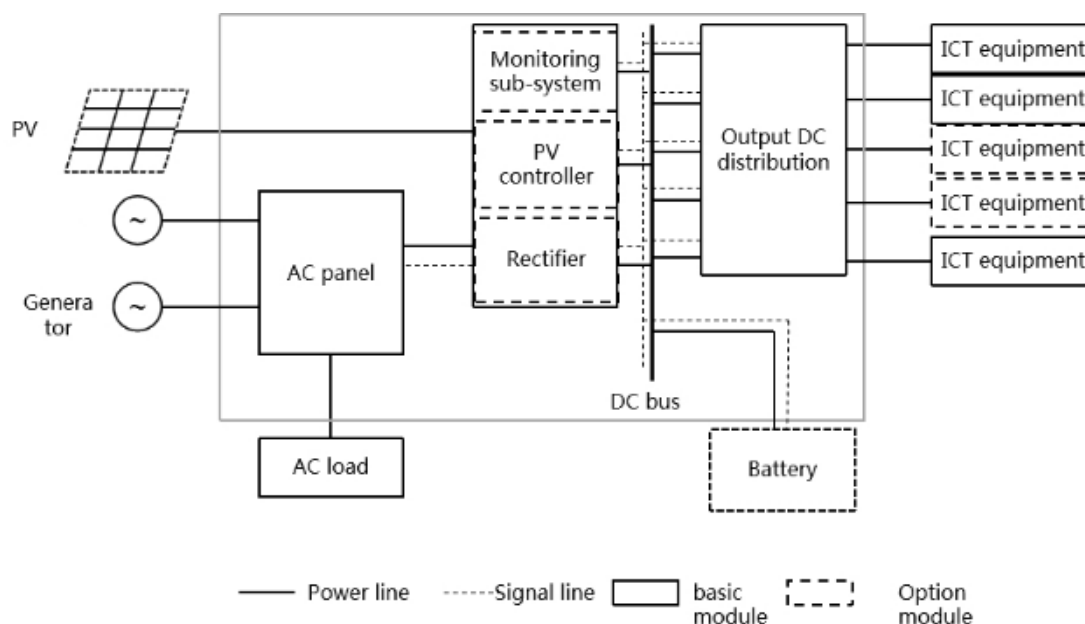 Monitoring
sub-system
ICT equipment
ICT equipment
PV
PV
controller
Output DC
distribution
ICT equipment
ICT equipment
~
AC panel
Rectifier
ICT equipment
Genera
tor
~
DC bus
AC load
Battery
Power line
Signal line
basic
module
Option
module